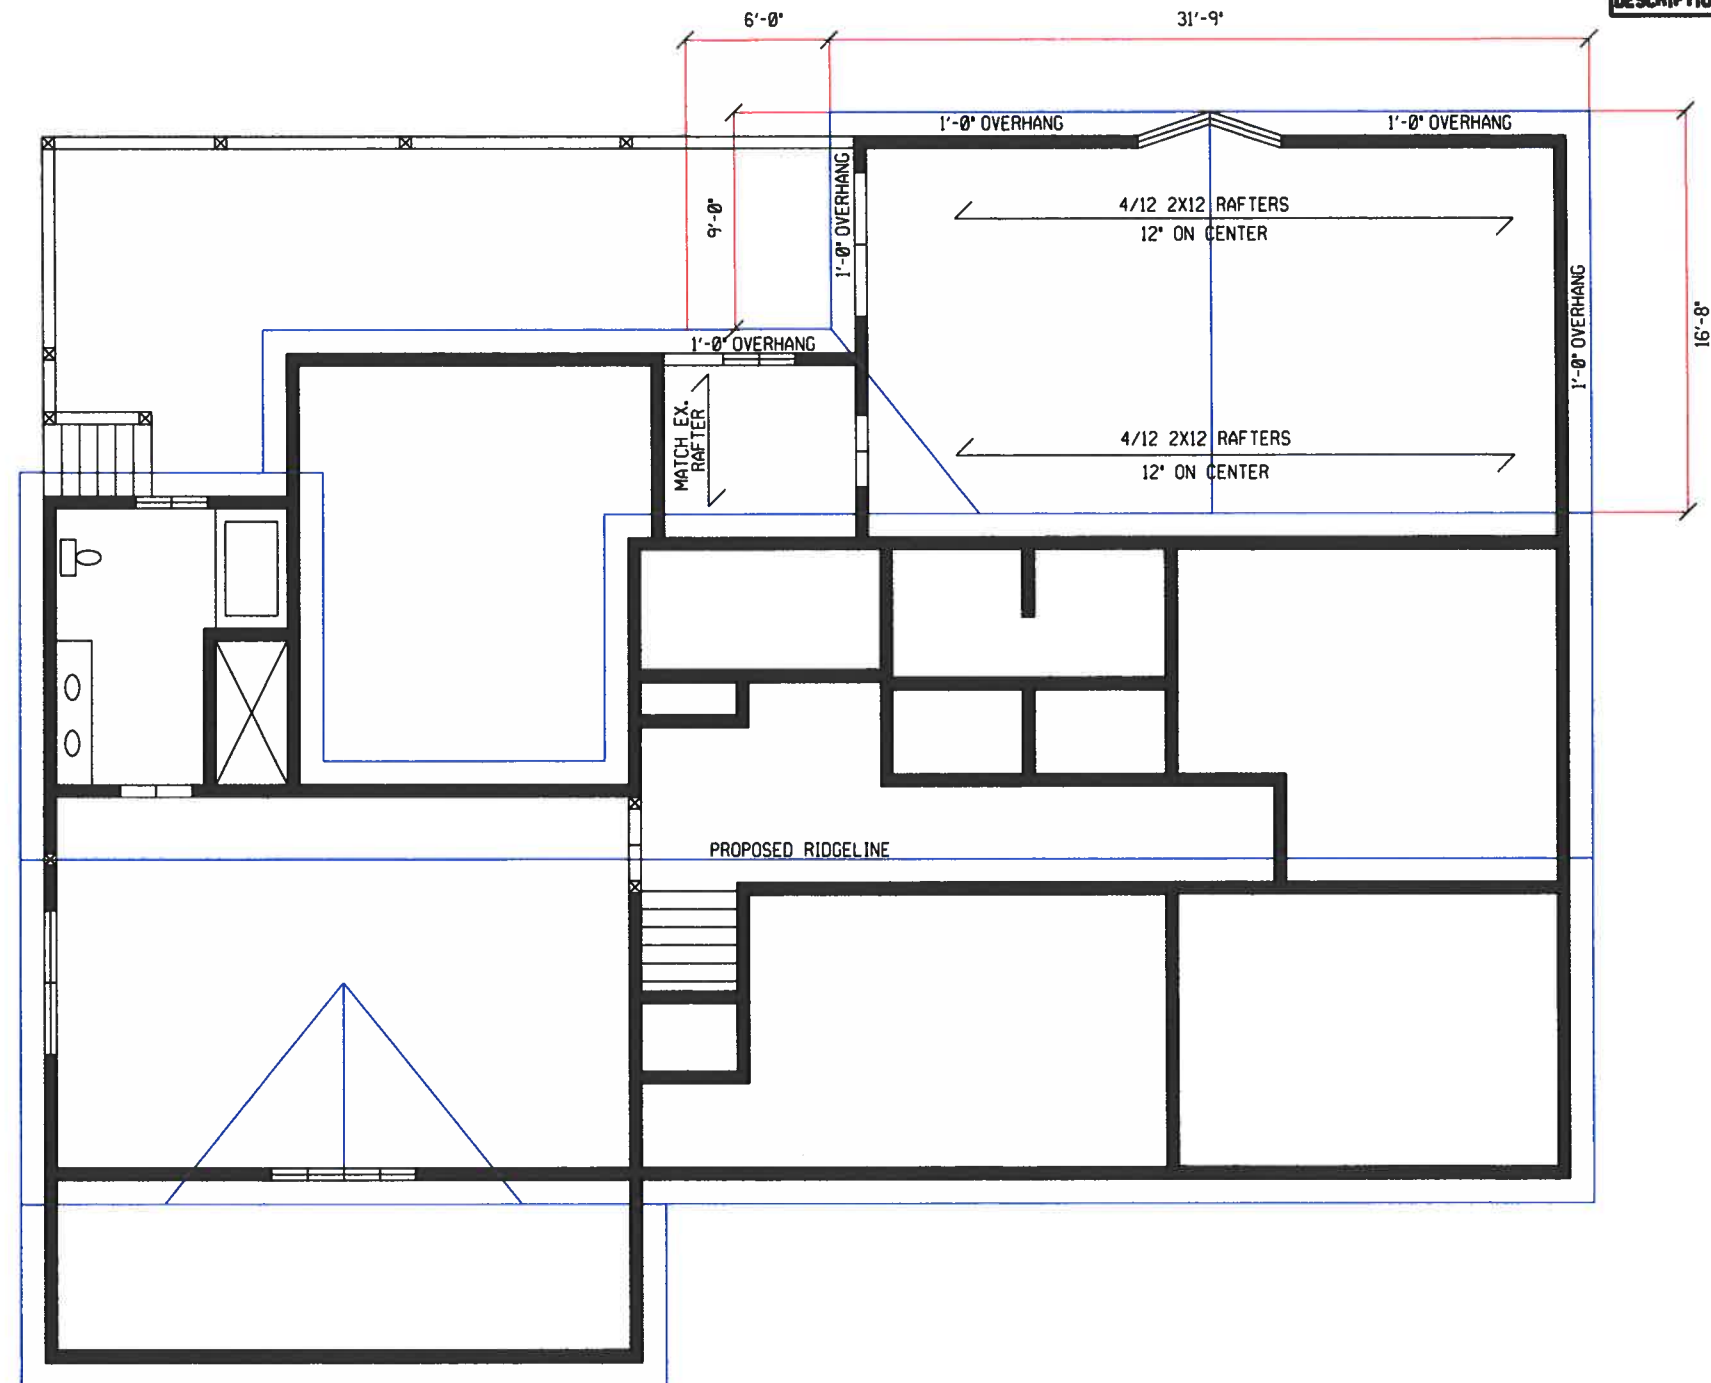 DESCRIPTIO
6'-0"
31'-9"
1'-0" OVERHANG
1'-0" OVERHANG
1'-0" OVERHANG
9'-0"
4/12 2X12 RAFTERS
12" ON CENTER
1'-0" OVERHANG
16'-8"
1'-0" OVERHANG
MATCH EX.
RAFTER
4/12 2X12 RAFTERS
12" ON CENTER
PROPOSED RIDGELINE